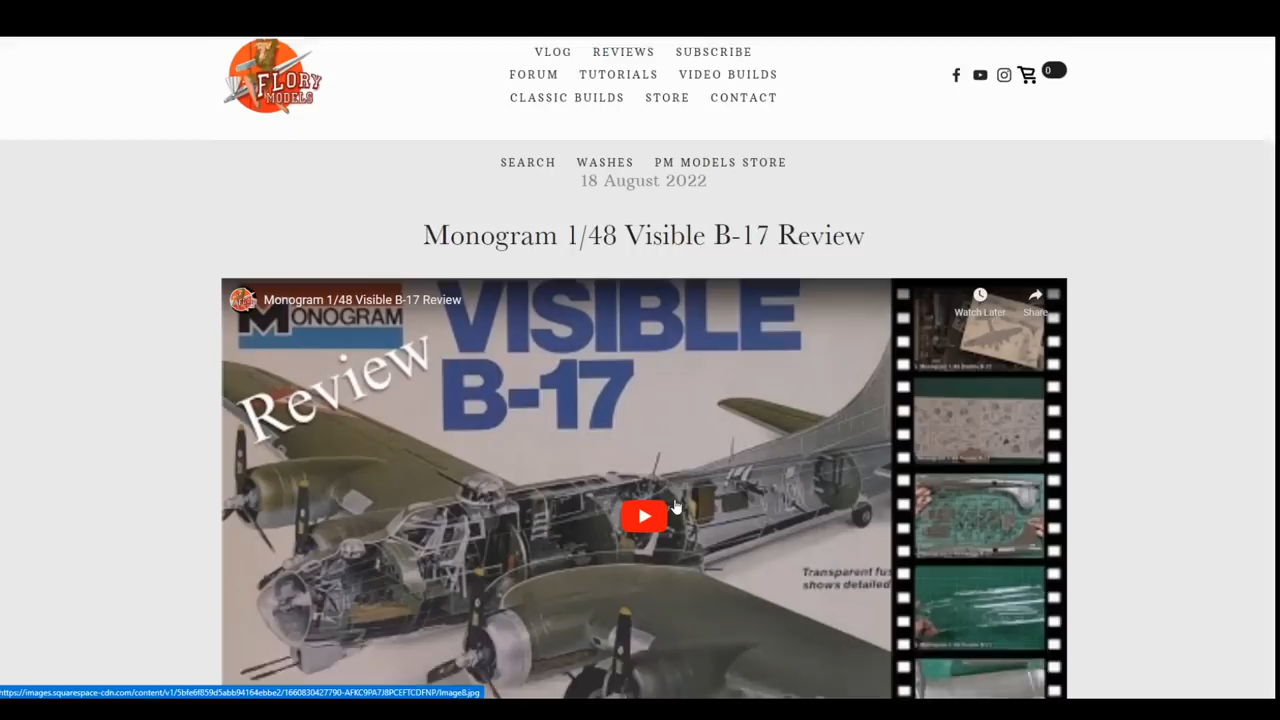 FLORY
MODELS
VLOG REVIEWS SUBSCRIBE
FORUM TUTORIALS VIDEO BUILDS
CLASSIC BUILDS STORE CONTACT
0
SEARCH WASHES PM MODELS STORE
18 August 2022
Monogram 1/48 Visible B-17 Review
Monogram 1/48 Visible B-17 Review
Watch Later Share
MONOGRAM
VISIBLE
B-17
Review
Transparent fus
shows detailed
https://images.squarespace-cdn.com/content/v1/5bfe6f859d5abb94164ebbe2/1660830427790-AFKC9PA7J8PCEFTCDFNP/Image8.jpg